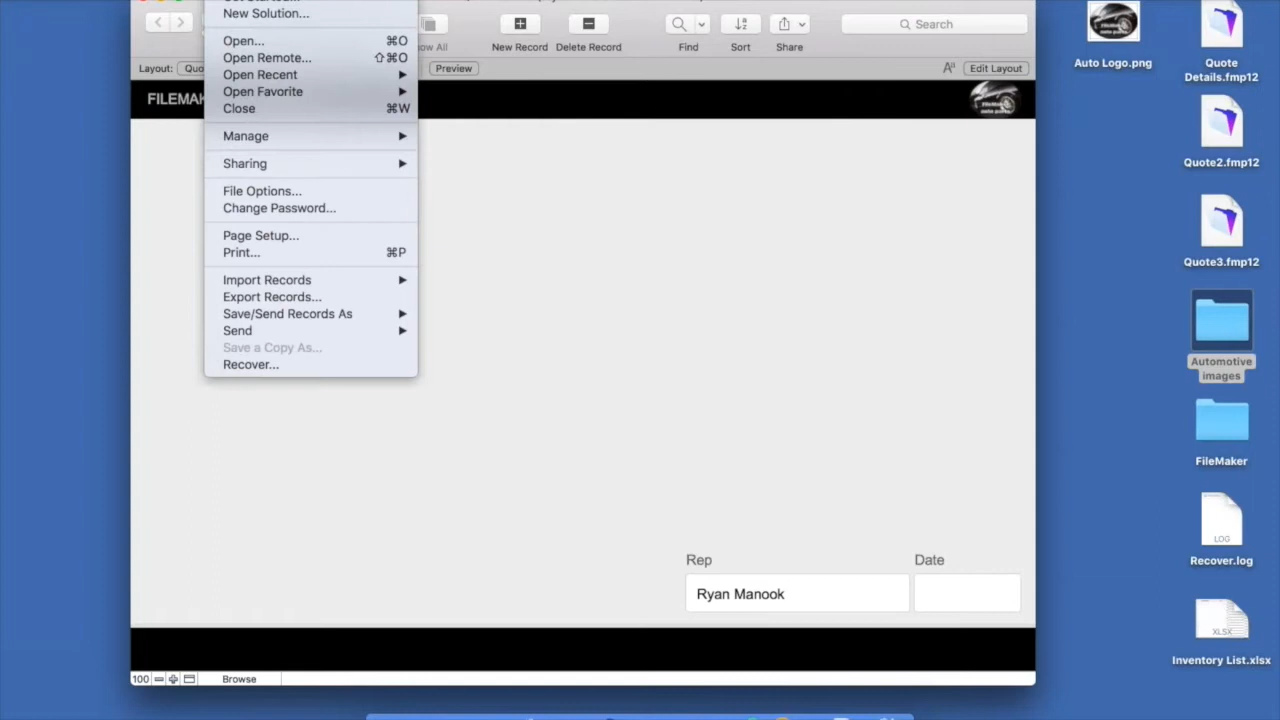 New Solution...
Open... ⌘O
Open Remote... ⇧⌘O
Open Recent
Open Favorite
Close ⌘W
Manage
Sharing
File Options...
Change Password...
Page Setup...
Print... ⌘P
Import Records
Export Records...
Save/Send Records As
Send
Save a Copy As...
Recover...
New Record
Delete Record
Find
Sort
Share
Search
Layout:
Preview
Edit Layout
Rep
Date
Ryan Manook
100
Browse
Auto Logo.png
Quote
Details.fmp12
Quote2.fmp12
Quote3.fmp12
Automotive
images
FileMaker
LOG
Recover.log
XLSX
Inventory List.xlsx